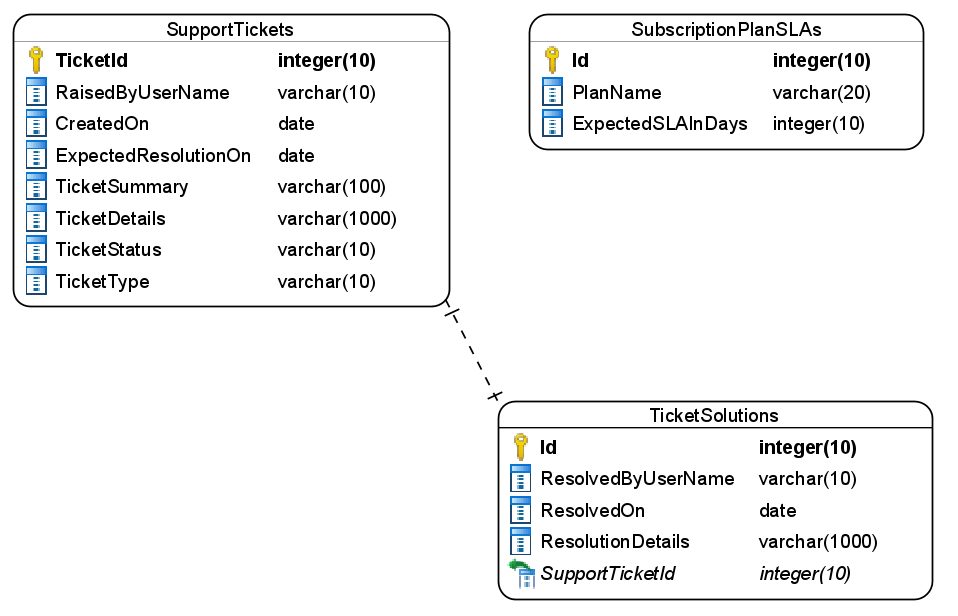 SupportTickets
TicketId integer(10)
RaisedByUserName varchar(10)
CreatedOn date
ExpectedResolutionOn date
TicketSummary varchar(100)
TicketDetails varchar(1000)
TicketStatus varchar(10)
TicketType varchar(10)
SubscriptionPlanSLAs
Id integer(10)
PlanName varchar(20)
ExpectedSLAInDays integer(10)
TicketSolutions
Id integer(10)
ResolvedByUserName varchar(10)
ResolvedOn date
ResolutionDetails varchar(1000)
SupportTicketId integer(10)